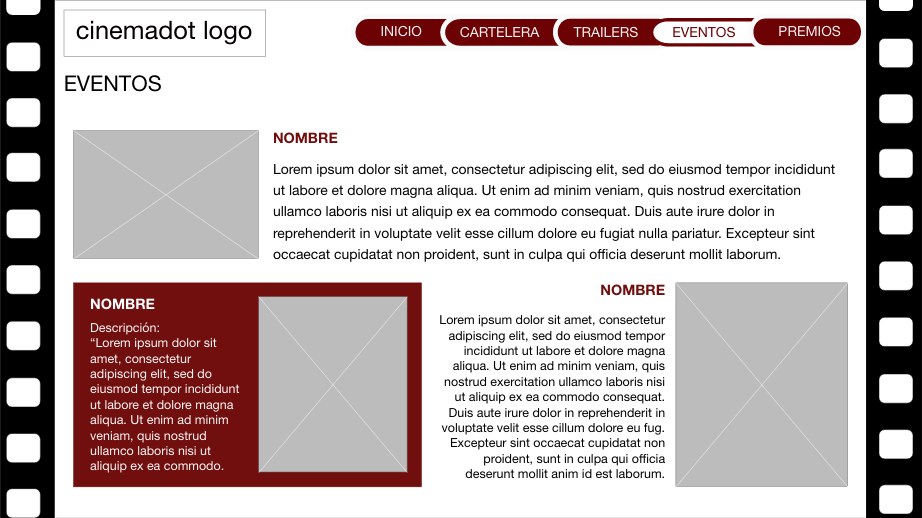 cinemadot logo
INICIO
CARTELERA
TRAILERS
EVENTOS
PREMIOS
EVENTOS
NOMBRE
Lorem ipsum dolor sit amet, consectetur adipiscing elit, sed do eiusmod tempor incididunt
ut labore et dolore magna aliqua. Ut enim ad minim veniam, quis nostrud exercitation
ullamco laboris nisi ut aliquip ex ea commodo consequat. Duis aute irure dolor in
reprehenderit in voluptate velit esse cillum dolore eu fugiat nulla pariatur. Excepteur sint
occaecat cupidatat non proident, sunt in culpa qui officia deserunt mollit laborum.
NOMBRE
Descripción:
“Lorem ipsum dolor sit
amet, consectetur
adipiscing elit, sed do
eiusmod tempor incididunt
ut labore et dolore magna
aliqua. Ut enim ad minim
veniam, quis nostrud
ullamco laboris nisi ut
aliquip ex ea commodo.
NOMBRE
Lorem ipsum dolor sit amet, consectetur
adipiscing elit, sed do eiusmod tempor
incididunt ut labore et dolore magna
aliqua. Ut enim ad minim veniam, quis
nostrud exercitation ullamco laboris nisi
ut aliquip ex ea commodo consequat.
Duis aute irure dolor in reprehenderit in
voluptate velit esse cillum dolore eu fug.
Excepteur sint occaecat cupidatat non
proident, sunt in culpa qui officia
deserunt mollit anim id est laborum.